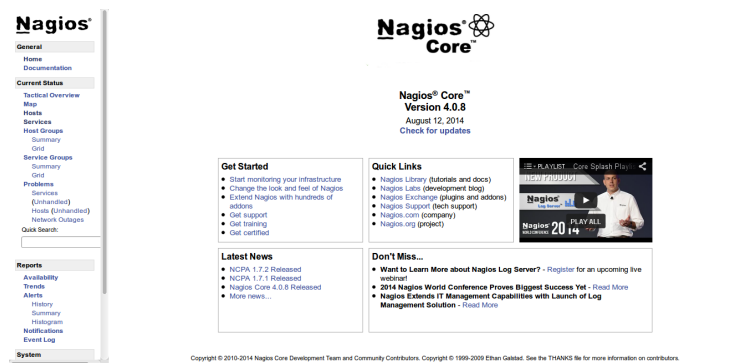 Nagios®
General
Home
Documentation
Current Status
Tactical Overview
Map
Hosts
Services
Host Groups
Summary
Grid
Service Groups
Summary
Grid
Problems
Services
(Unhandled)
Hosts (Unhandled)
Network Outages
Quick Search:
Reports
Availability
Trends
Alerts
History
Summary
Histogram
Notifications
Event Log
System
Nagios®
Core™
Nagios® Core™
Version 4.0.8
August 12, 2014
Check for updates
Get Started
• Start monitoring your infrastructure
• Change the look and feel of Nagios
• Extend Nagios with hundreds of
addons
• Get support
• Get training
• Get certified
Quick Links
• Nagios Library (tutorials and docs)
• Nagios Labs (development blog)
• Nagios Exchange (plugins and addons)
• Nagios Support (tech support)
• Nagios.com (company)
• Nagios.org (project)
PLAYLIST Core Splash Playli
NEW PRODUCT
Nagios®
Log Server™
PLAY ALL
Nagios 2014
WORLD CONFERENCE
Latest News
• NCPA 1.7.2 Released
• NCPA 1.7.1 Released
• Nagios Core 4.0.8 Released
• More news...
Don't Miss...
• Want to Learn More about Nagios Log Server? - Register for an upcoming live
webinar!
• 2014 Nagios World Conference Proves Biggest Success Yet - Read More
• Nagios Extends IT Management Capabilities with Launch of Log
Management Solution - Read More
Copyright © 2010-2014 Nagios Core Development Team and Community Contributors. Copyright © 1999-2009 Ethan Galstad. See the THANKS file for more information on contributors.